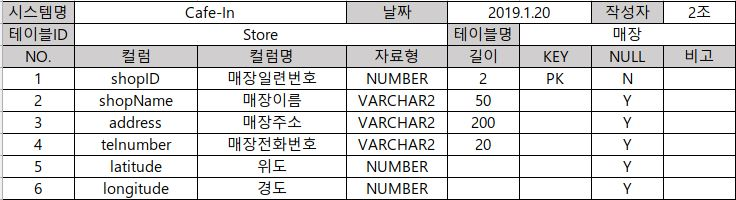 시스템명 Cafe-In 날짜 2019.1.20 작성자 2조
테이블ID Store 테이블명 매장
NO. 컬럼 컬럼명 자료형 길이 KEY NULL 비고
1 shopID 매장일련번호 NUMBER 2 PK N
2 shopName 매장이름 VARCHAR2 50 Y
3 address 매장주소 VARCHAR2 200 Y
4 telnumber 매장전화번호 VARCHAR2 20 Y
5 latitude 위도 NUMBER Y
6 longitude 경도 NUMBER Y